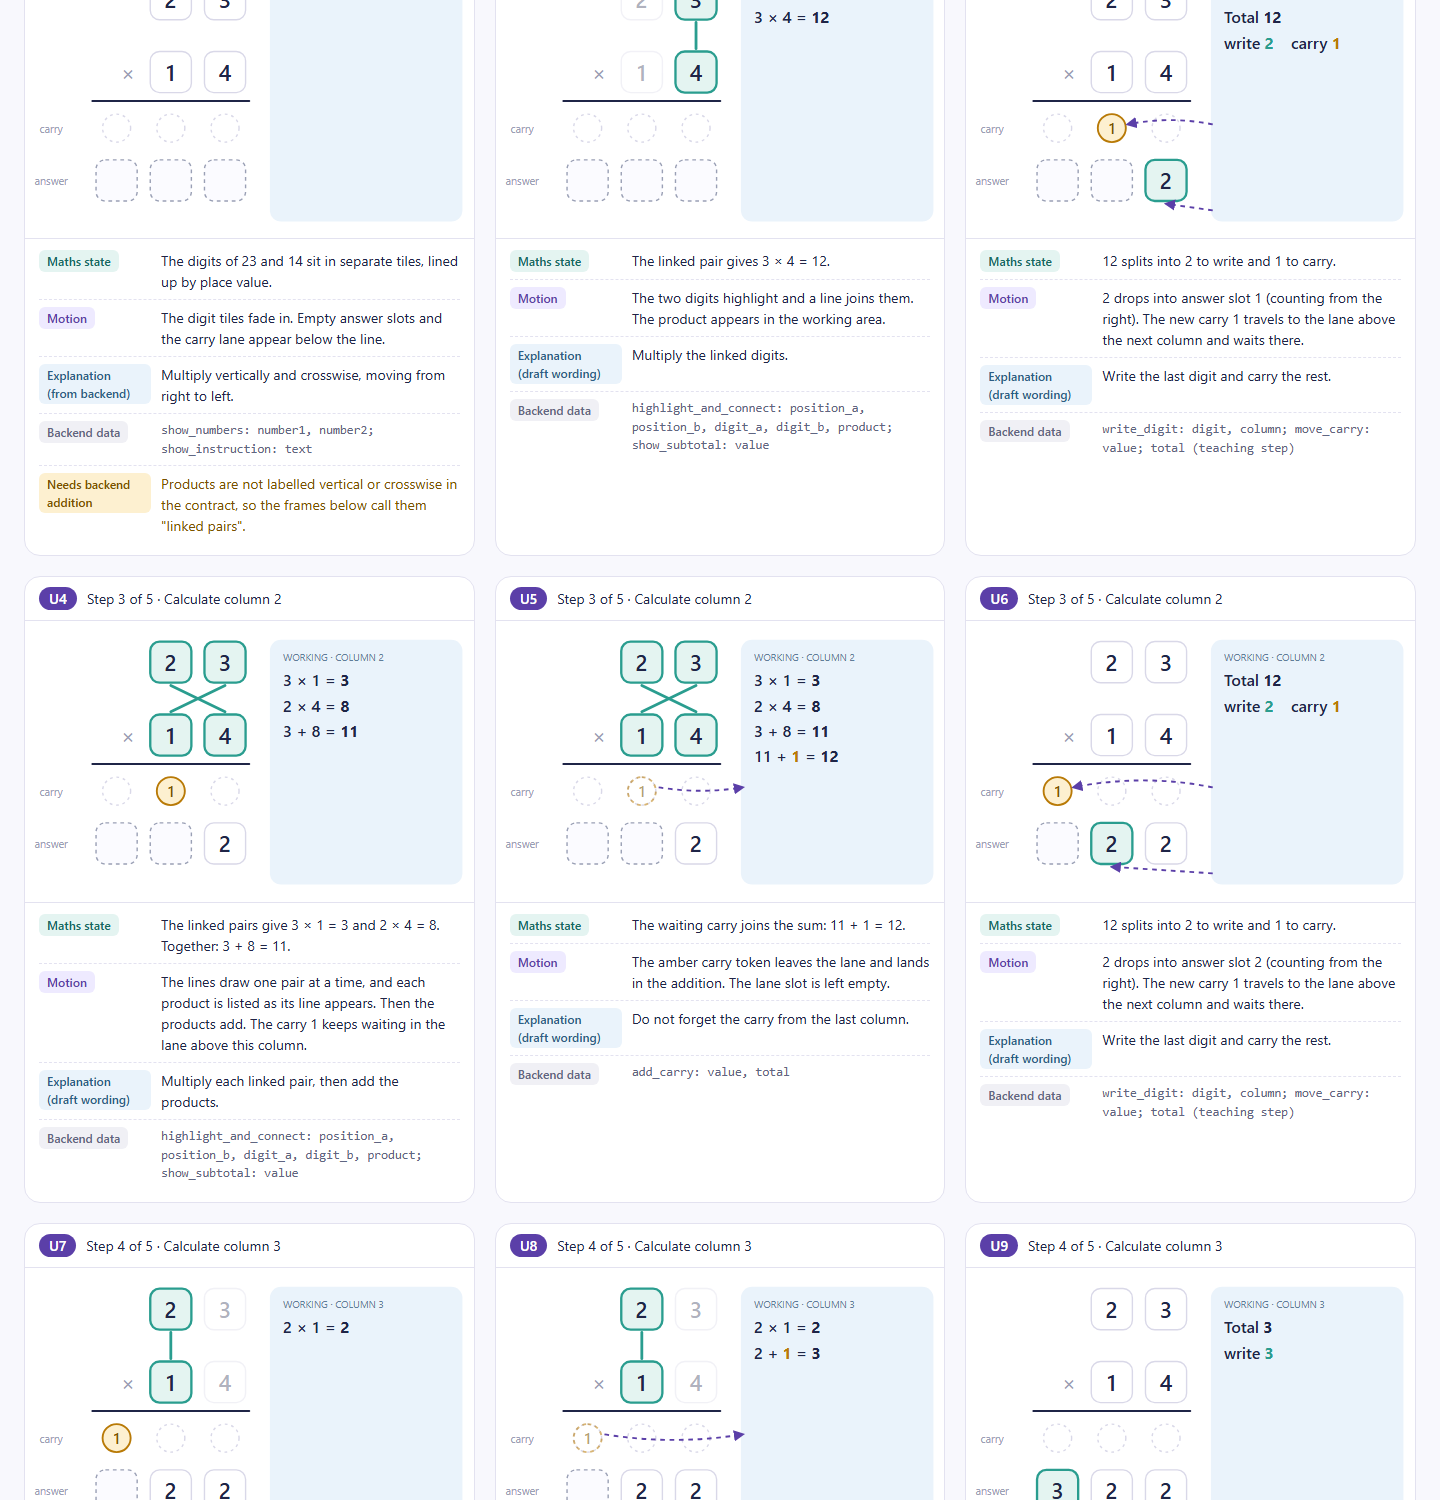 2 3
× 1 4
carry
answer
Maths state
The digits of 23 and 14 sit in separate tiles, lined
up by place value.
Motion
The digit tiles fade in. Empty answer slots and
the carry lane appear below the line.
Explanation
(from backend)
Multiply vertically and crosswise, moving from
right to left.
Backend data
show_numbers: number1, number2;
show_instruction: text
Needs backend
addition
Products are not labelled vertical or crosswise in
the contract, so the frames below call them
"linked pairs".
2 3
3 × 4 = 12
× 1 4
carry
answer
Maths state
The linked pair gives 3 × 4 = 12.
Motion
The two digits highlight and a line joins them.
The product appears in the working area.
Explanation
(draft wording)
Multiply the linked digits.
Backend data
highlight_and_connect: position_a,
position_b, digit_a, digit_b, product;
show_subtotal: value
2 3
Total 12
write 2 carry 1
× 1 4
carry 1
answer 2
Maths state
12 splits into 2 to write and 1 to carry.
Motion
2 drops into answer slot 1 (counting from the
right). The new carry 1 travels to the lane above
the next column and waits there.
Explanation
(draft wording)
Write the last digit and carry the rest.
Backend data
write_digit: digit, column; move_carry:
value; total (teaching step)
U4 Step 3 of 5 · Calculate column 2
2 3
× 1 4
carry 1
answer 2
WORKING · COLUMN 2
3 × 1 = 3
2 × 4 = 8
3 + 8 = 11
Maths state
The linked pairs give 3 × 1 = 3 and 2 × 4 = 8.
Together: 3 + 8 = 11.
Motion
The lines draw one pair at a time, and each
product is listed as its line appears. Then the
products add. The carry 1 keeps waiting in the
lane above this column.
Explanation
(draft wording)
Multiply each linked pair, then add the
products.
Backend data
highlight_and_connect: position_a,
position_b, digit_a, digit_b, product;
show_subtotal: value
U5 Step 3 of 5 · Calculate column 2
2 3
× 1 4
carry 1
answer 2
WORKING · COLUMN 2
3 × 1 = 3
2 × 4 = 8
3 + 8 = 11
11 + 1 = 12
Maths state
The waiting carry joins the sum: 11 + 1 = 12.
Motion
The amber carry token leaves the lane and lands
in the addition. The lane slot is left empty.
Explanation
(draft wording)
Do not forget the carry from the last column.
Backend data
add_carry: value, total
U6 Step 3 of 5 · Calculate column 2
2 3
× 1 4
carry 1
answer 2 2
WORKING · COLUMN 2
Total 12
write 2 carry 1
Maths state
12 splits into 2 to write and 1 to carry.
Motion
2 drops into answer slot 2 (counting from the
right). The new carry 1 travels to the lane above
the next column and waits there.
Explanation
(draft wording)
Write the last digit and carry the rest.
Backend data
write_digit: digit, column; move_carry:
value; total (teaching step)
U7 Step 4 of 5 · Calculate column 3
2 3
× 1 4
carry 1
answer 2 2
WORKING · COLUMN 3
2 × 1 = 2
U8 Step 4 of 5 · Calculate column 3
2 3
× 1 4
carry 1
answer 2 2
WORKING · COLUMN 3
2 × 1 = 2
2 + 1 = 3
U9 Step 4 of 5 · Calculate column 3
2 3
× 1 4
carry
answer 3 2 2
WORKING · COLUMN 3
Total 3
write 3